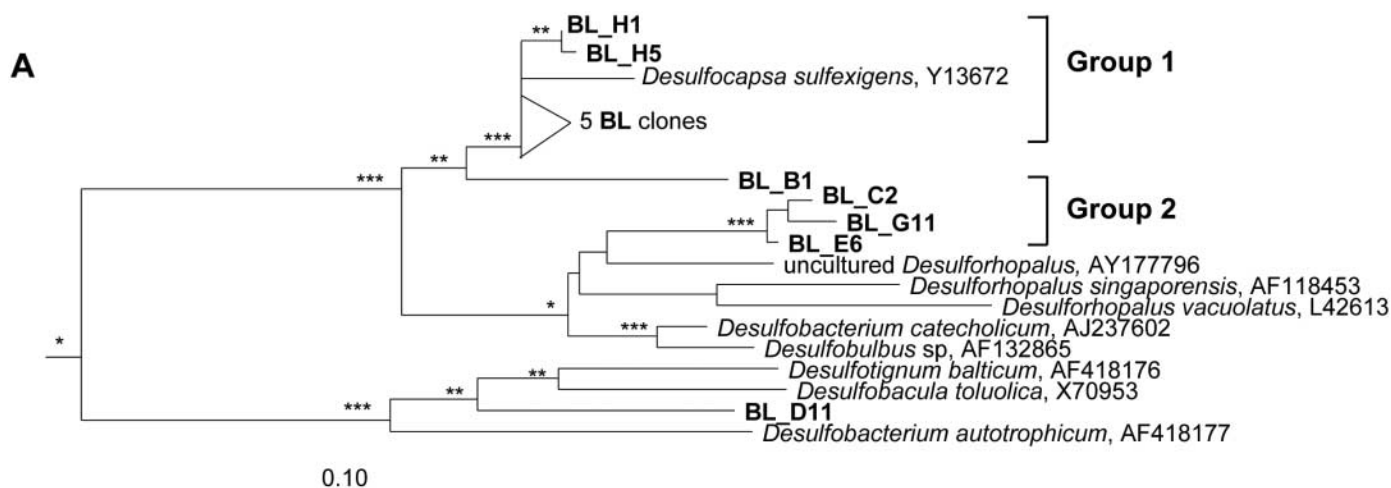 A
** BL_H1
BL_H5
Group 1
Desulfocapsa sulfexigens, Y13672
5 BL clones
***
**
***
BL_B1
BL_C2
Group 2
*** BL_G11
BL_E6
uncultured Desulforhopalus, AY177796
Desulforhopalus singaporensis, AF118453
* Desulforhopalus vacuolatus, L42613
*** Desulfobacterium catecholicum, AJ237602
* Desulfobulbus sp, AF132865
** Desulfotignum balticum, AF418176
** Desulfobacula toluolica, X70953
*** BL_D11
Desulfobacterium autotrophicum, AF418177
0.10